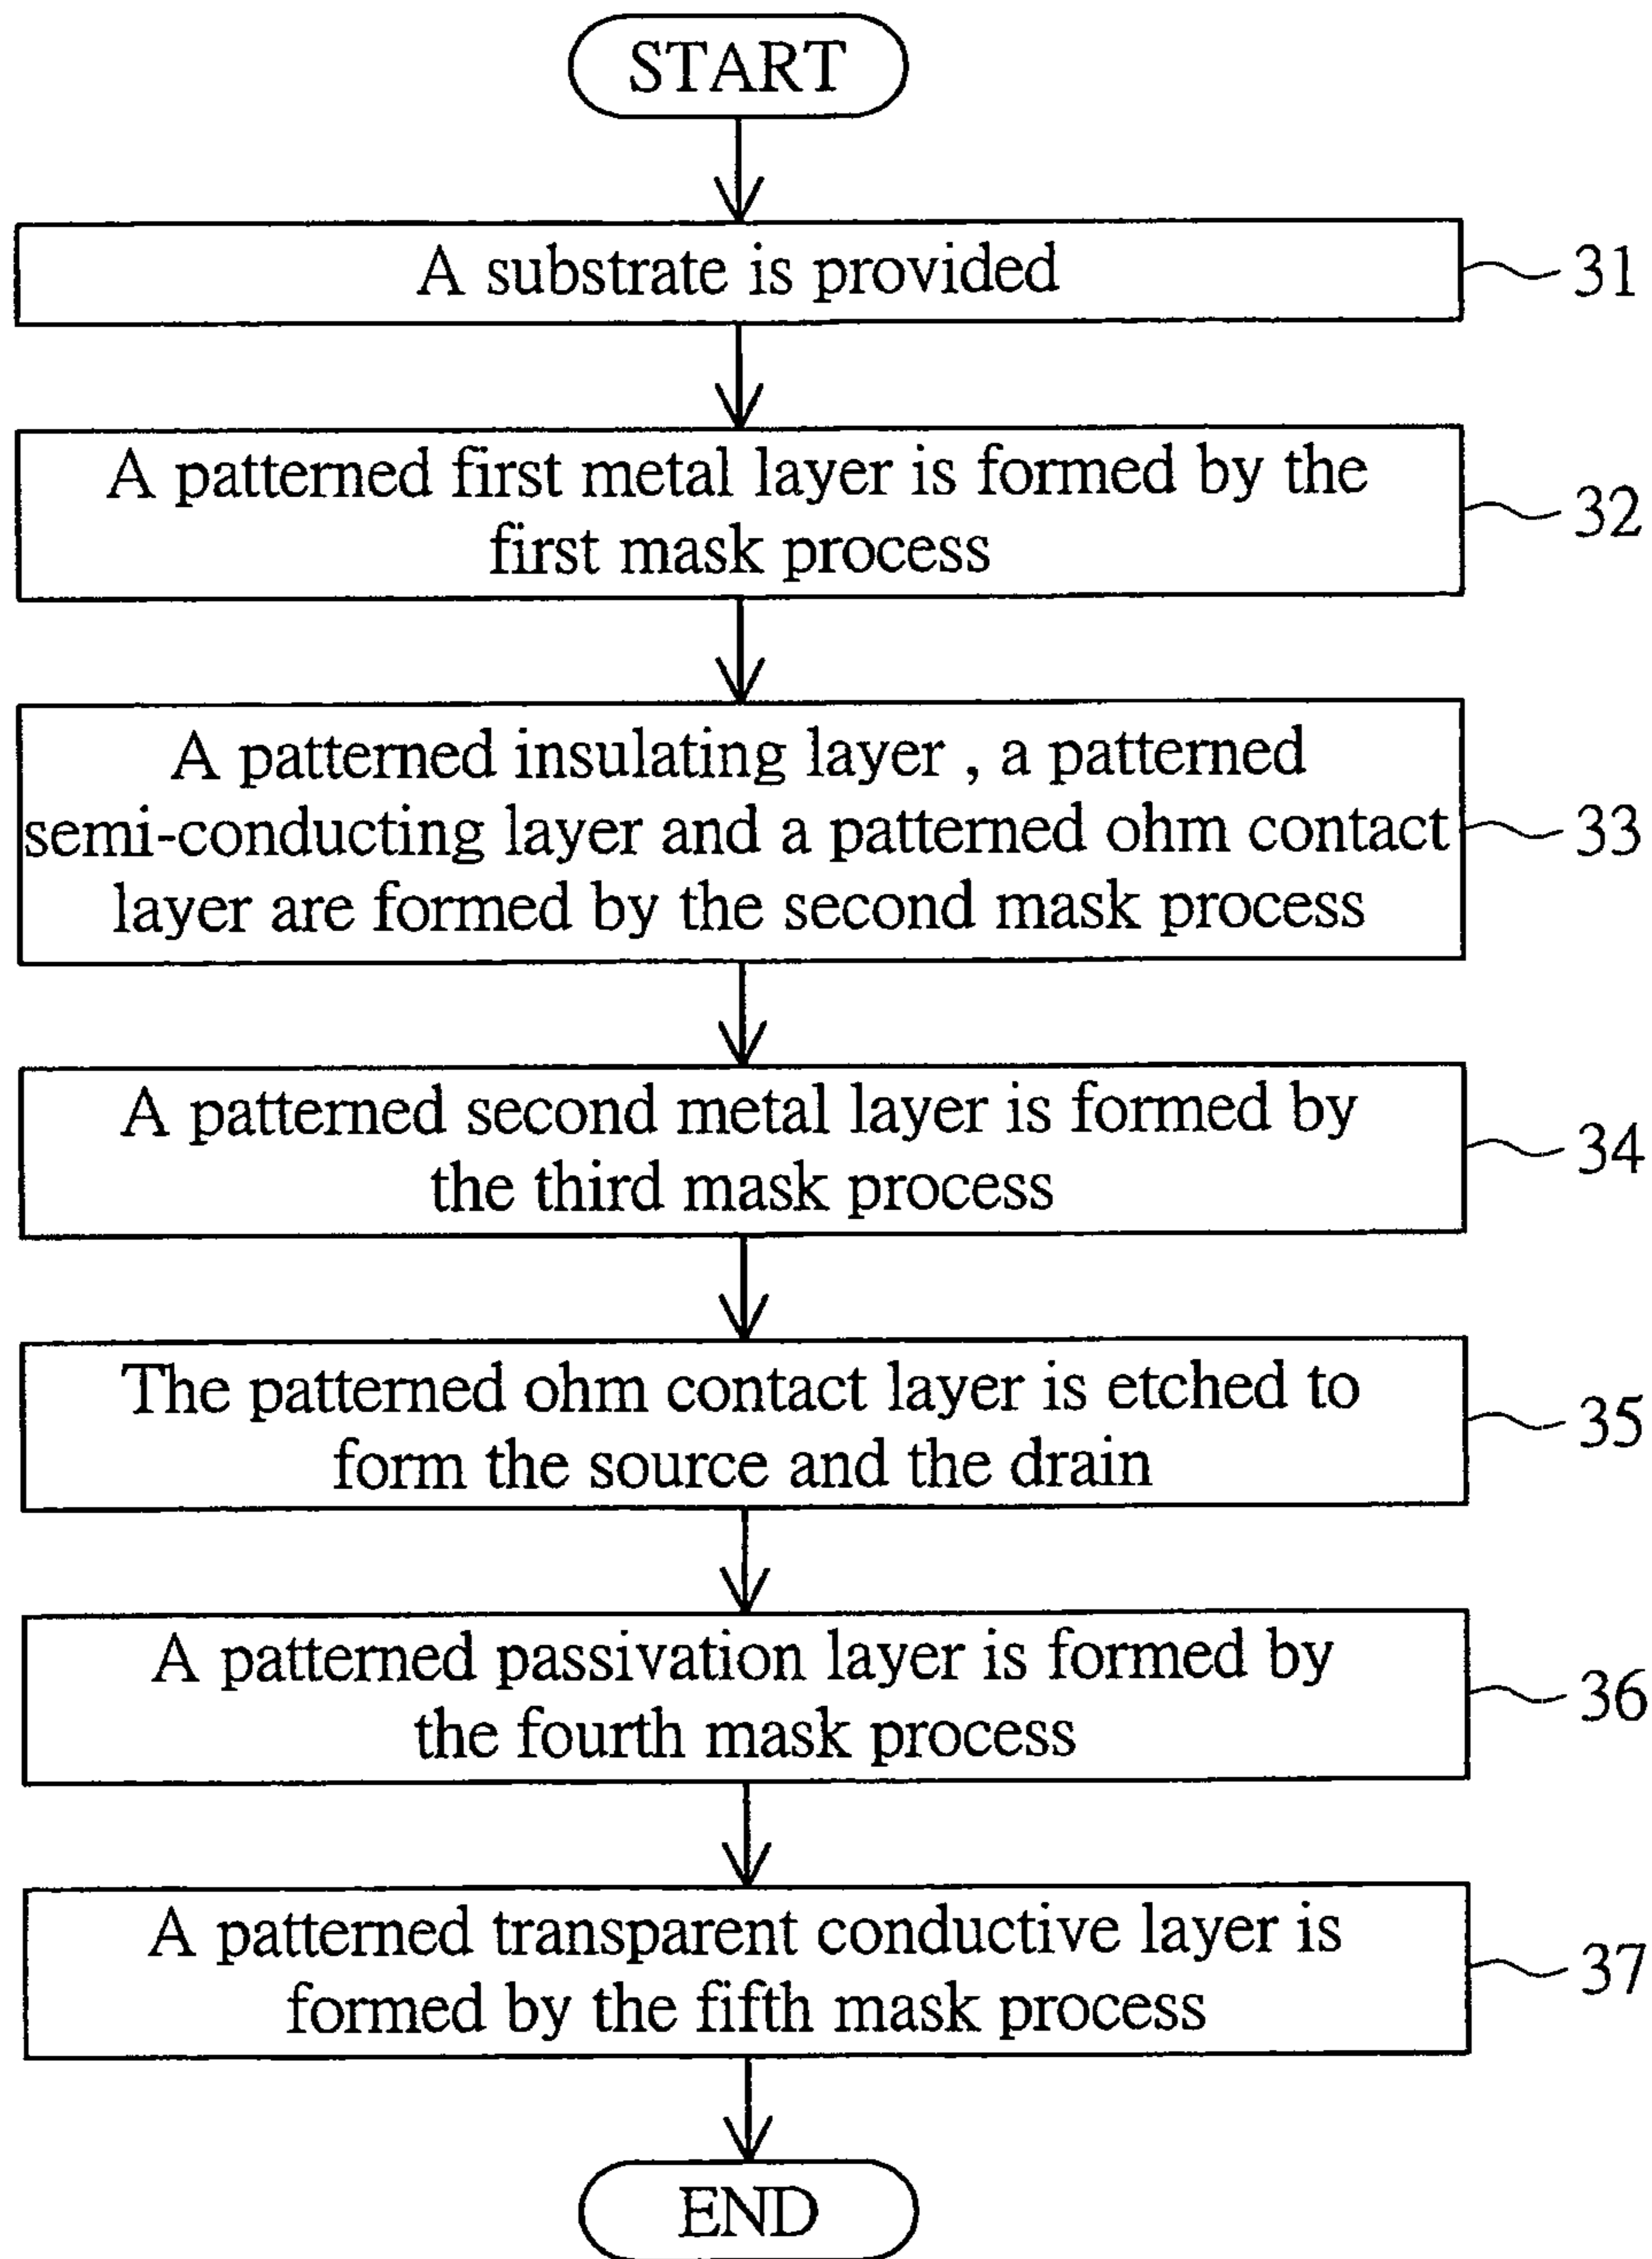 START
A substrate is provided
31
A patterned first metal layer is formed by the
first mask process
32
A patterned insulating layer , a patterned
semi-conducting layer and a patterned ohm contact
layer are formed by the second mask process
33
A patterned second metal layer is formed by
the third mask process
34
The patterned ohm contact layer is etched to
form the source and the drain
35
A patterned passivation layer is formed by
the fourth mask process
36
A patterned transparent conductive layer is
formed by the fifth mask process
37
END